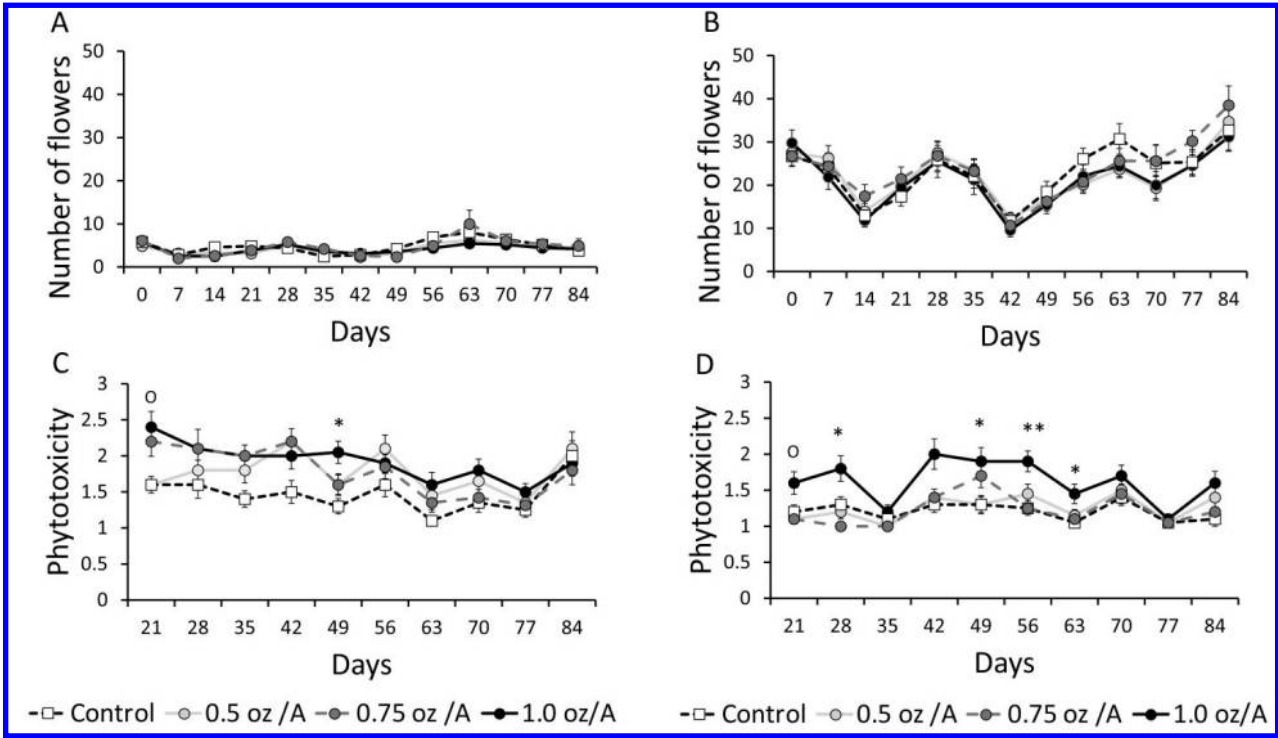 A
Number of flowers
50
40
30
20
10
0
0 7 14 21 28 35 42 49 56 63 70 77 84
Days
B
Number of flowers
50
40
30
20
10
0
0 7 14 21 28 35 42 49 56 63 70 77 84
Days
C
Phytotoxicity
3
2.5
2
1.5
1
0.5
0
O
*
21 28 35 42 49 56 63 70 77 84
Days
D
Phytotoxicity
3
2.5
2
1.5
1
0.5
0
O
*
*
**
*
21 28 35 42 49 56 63 70 77 84
Days
Control 0.5 oz /A 0.75 oz /A 1.0 oz/A
Control 0.5 oz /A 0.75 oz /A 1.0 oz/A